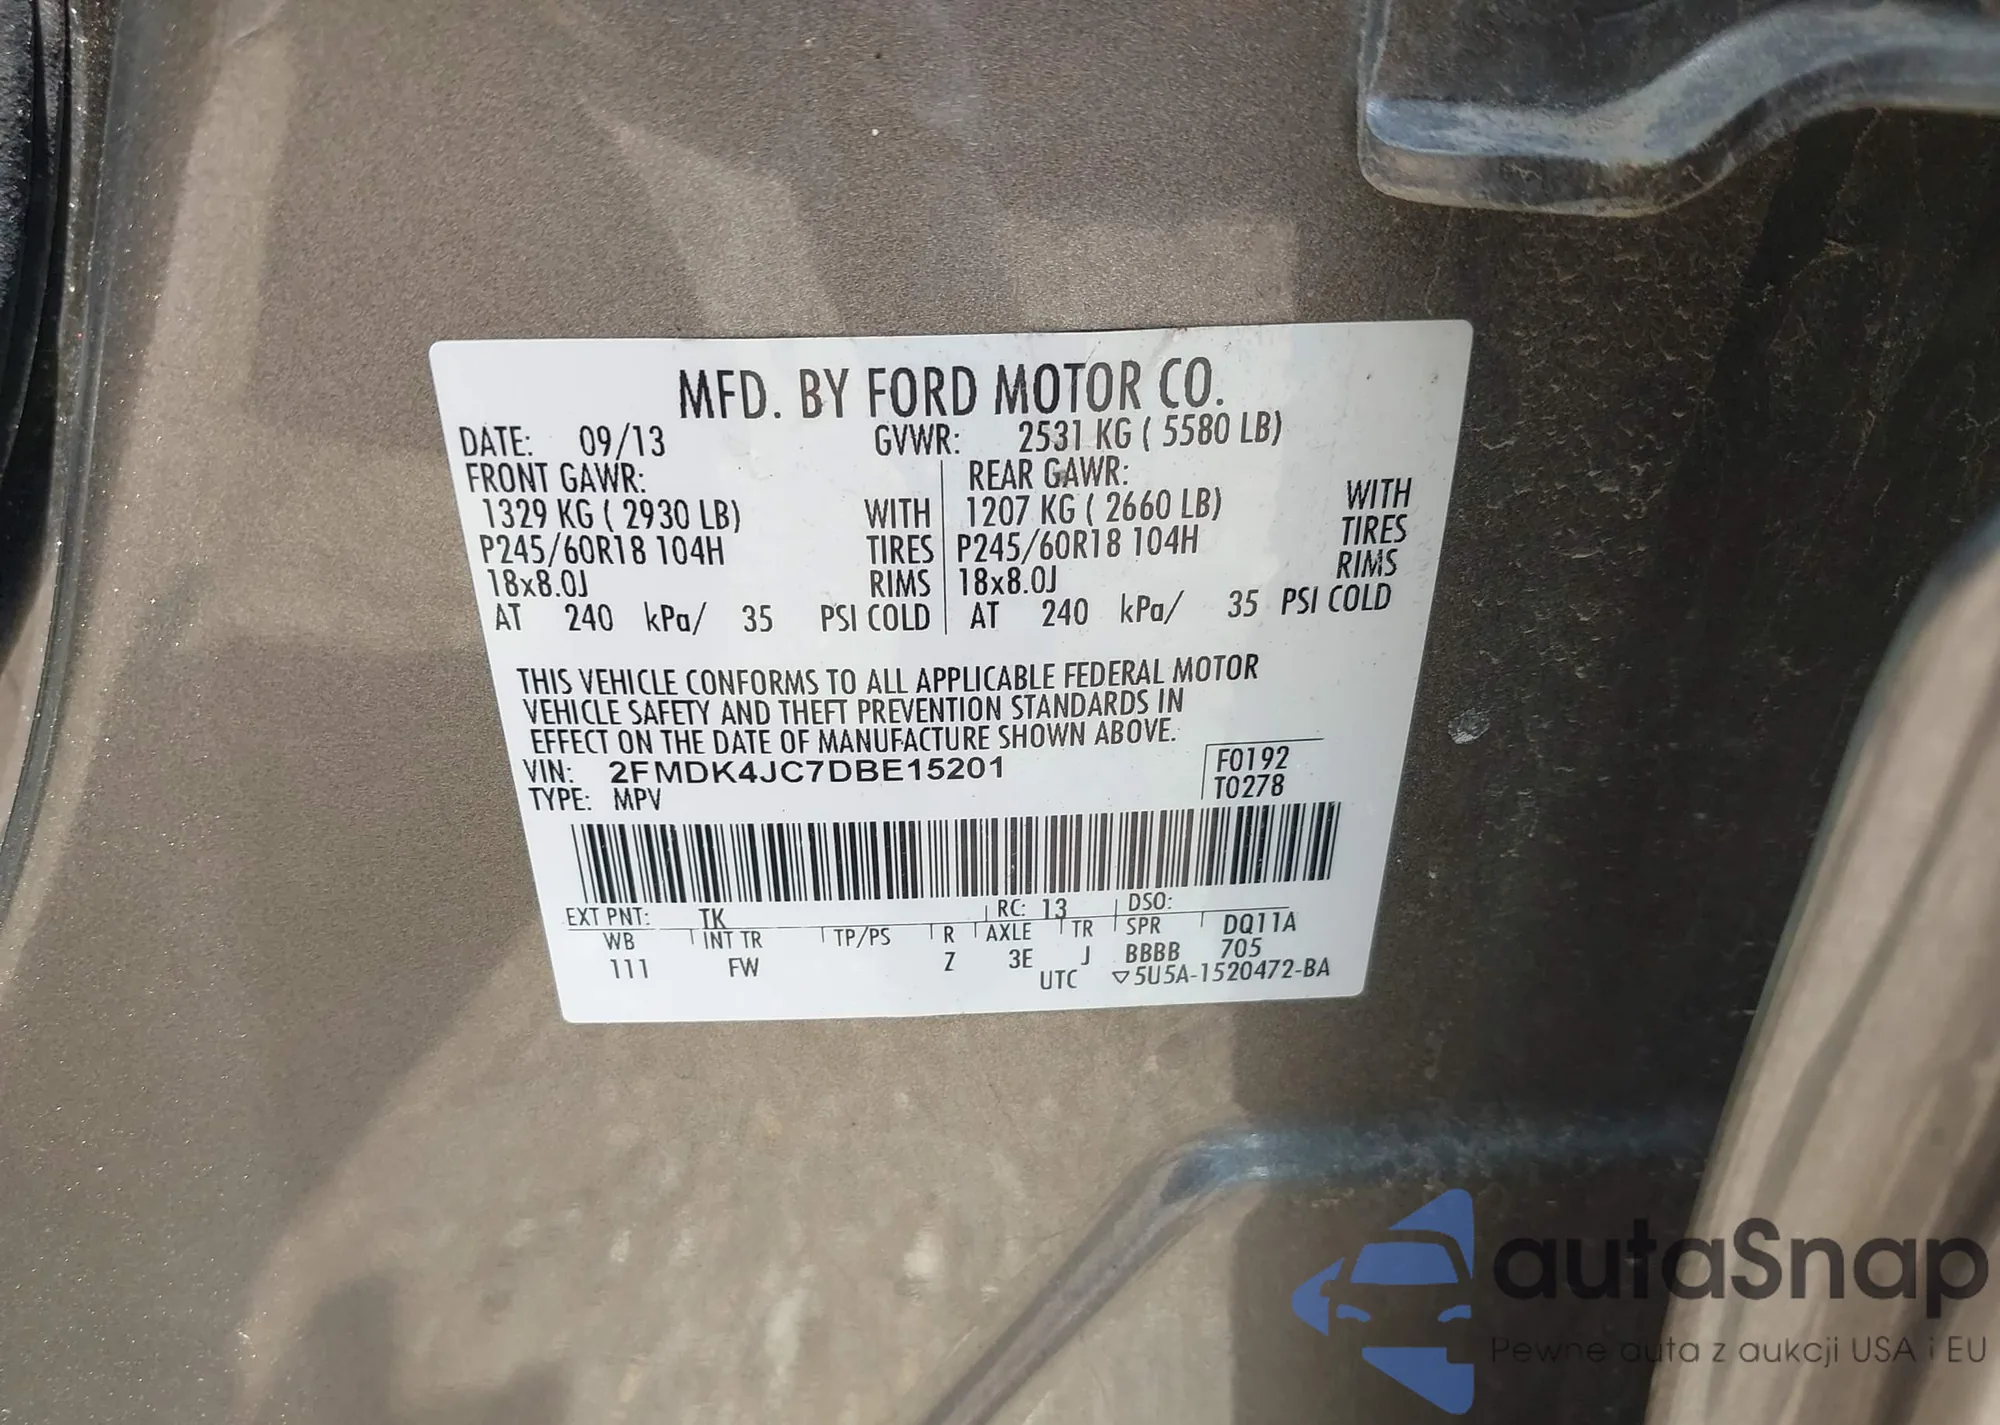 MFD. BY FORD MOTOR CO.
DATE: 09/13 GVWR: 2531 KG ( 5580 LB)
FRONT GAWR: REAR GAWR:
1329 KG ( 2930 LB) WITH 1207 KG ( 2660 LB) WITH
P245/60R18 104H TIRES P245/60R18 104H TIRES
18x8.0J RIMS 18x8.0J RIMS
AT 240 kPa/ 35 PSI COLD AT 240 kPa/ 35 PSI COLD
THIS VEHICLE CONFORMS TO ALL APPLICABLE FEDERAL MOTOR
VEHICLE SAFETY AND THEFT PREVENTION STANDARDS IN
EFFECT ON THE DATE OF MANUFACTURE SHOWN ABOVE.
VIN: 2FMDK4JC7DBE15201 F0192
TYPE: MPV T0278
EXT PNT: TK RC: 13 DSO:
WB INT TR TP/PS R AXLE TR SPR DQ11A
111 FW Z 3E J BBBB 705
UTC ▽5U5A-1520472-BA
autaSnap
Pewne auta z aukcji USA i EU